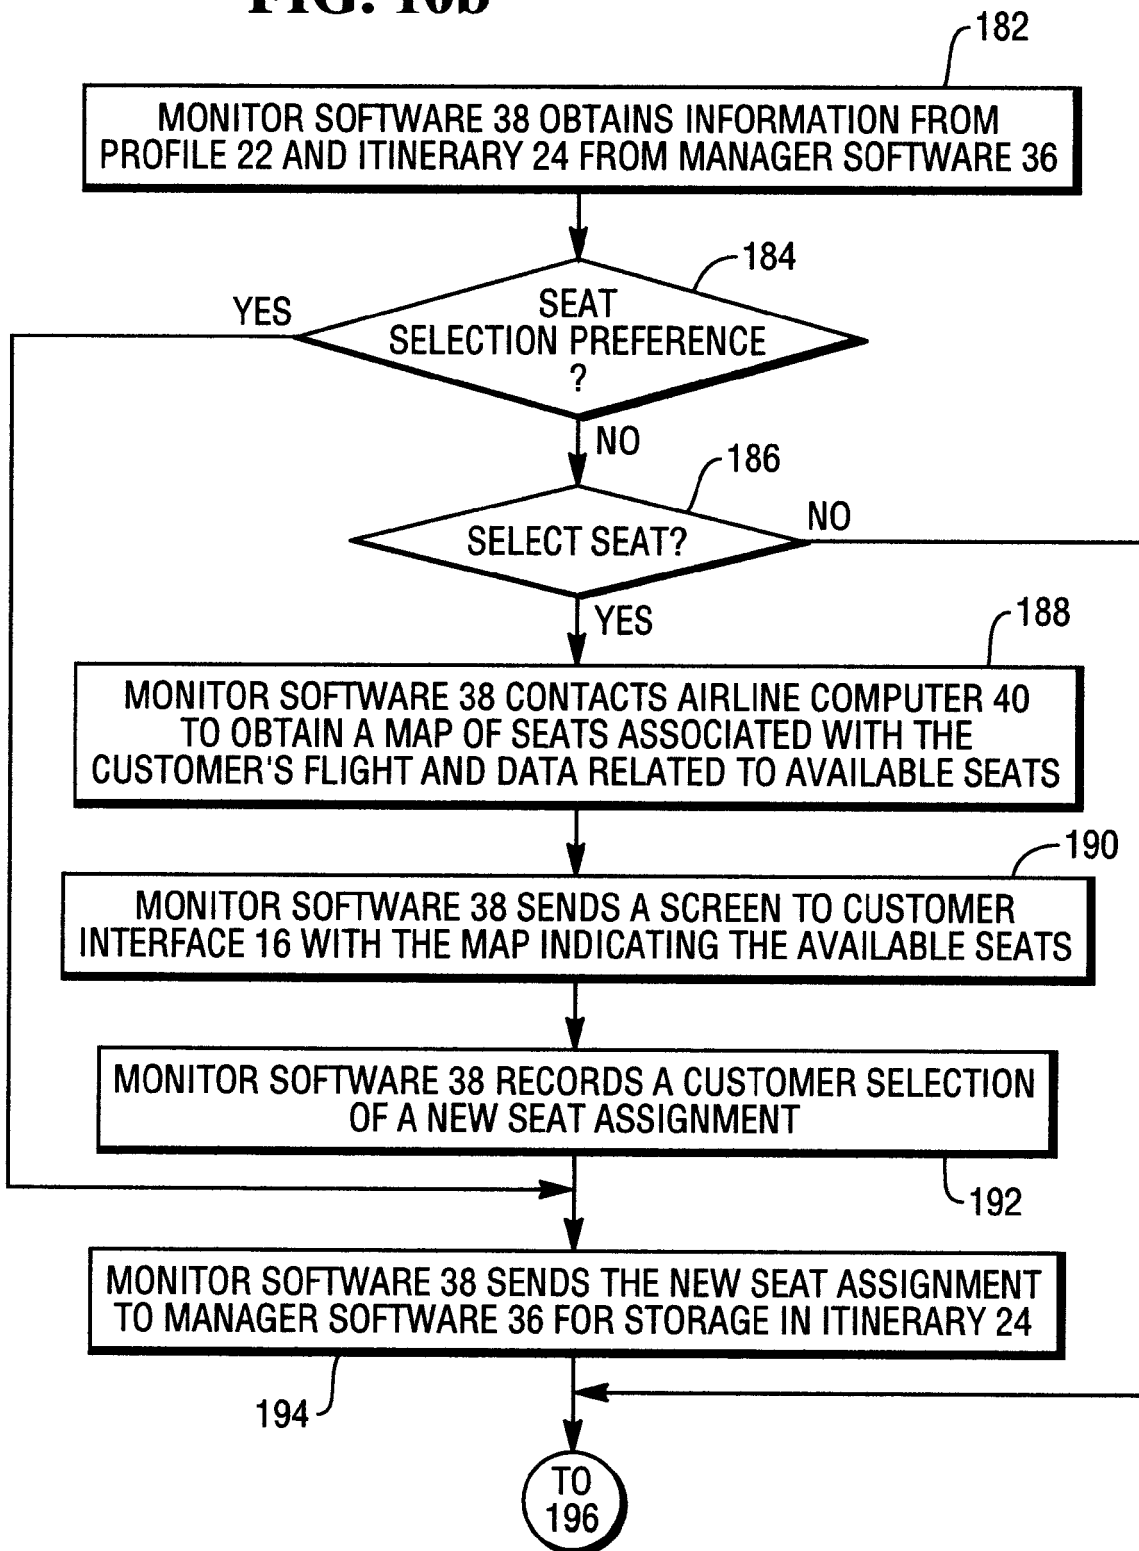 FIG. 10b
182
MONITOR SOFTWARE 38 OBTAINS INFORMATION FROM
PROFILE 22 AND ITINERARY 24 FROM MANAGER SOFTWARE 36
184
YES
SEAT
SELECTION PREFERENCE
?
NO
186
NO
SELECT SEAT?
YES
188
MONITOR SOFTWARE 38 CONTACTS AIRLINE COMPUTER 40
TO OBTAIN A MAP OF SEATS ASSOCIATED WITH THE
CUSTOMER'S FLIGHT AND DATA RELATED TO AVAILABLE SEATS
190
MONITOR SOFTWARE 38 SENDS A SCREEN TO CUSTOMER
INTERFACE 16 WITH THE MAP INDICATING THE AVAILABLE SEATS
MONITOR SOFTWARE 38 RECORDS A CUSTOMER SELECTION
OF A NEW SEAT ASSIGNMENT
192
MONITOR SOFTWARE 38 SENDS THE NEW SEAT ASSIGNMENT
TO MANAGER SOFTWARE 36 FOR STORAGE IN ITINERARY 24
194
TO
196